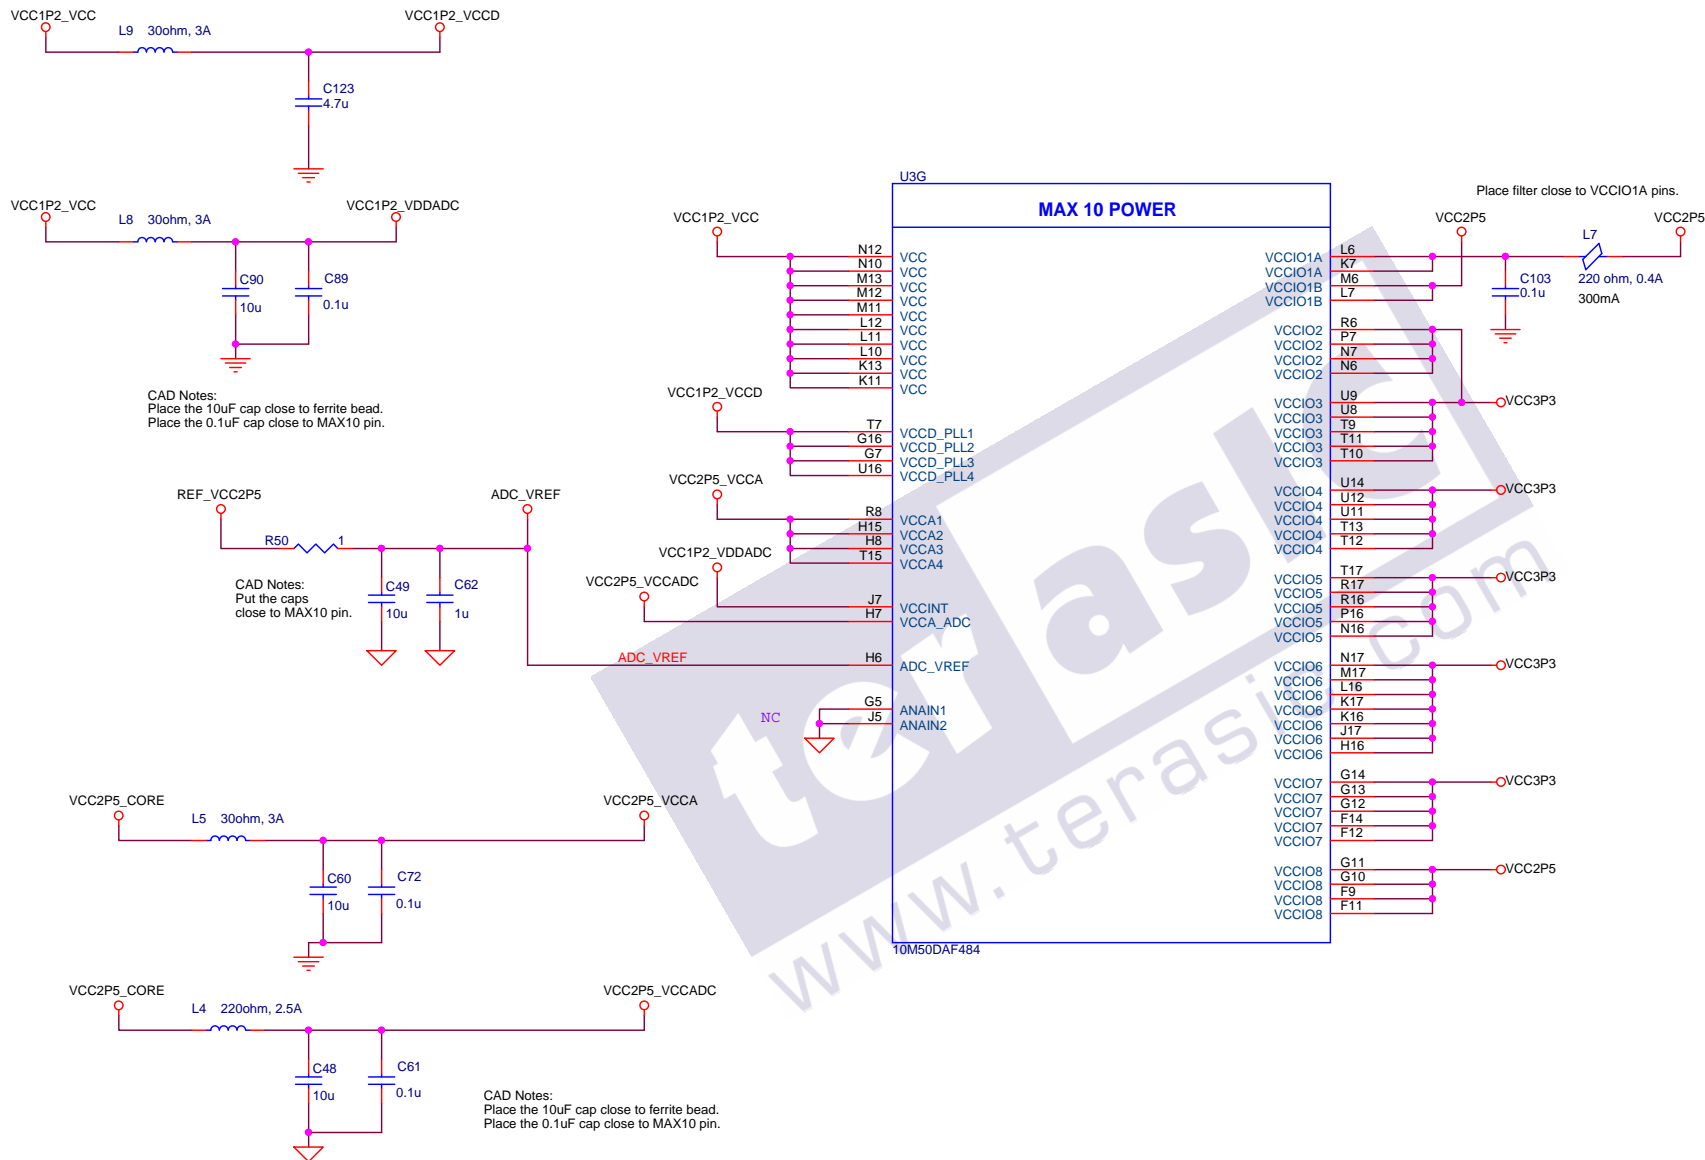 VCC1P2_VCC
VCC1P2_VCCD
L9 30ohm, 3A
C123
4.7u
VCC1P2_VCC
VCC1P2_VDDADC
L8 30ohm, 3A
C90
10u
C89
0.1u
CAD Notes:
Place the 10uF cap close to ferrite bead.
Place the 0.1uF cap close to MAX10 pin.
REF_VCC2P5
ADC_VREF
R50 1
CAD Notes:
Put the caps
close to MAX10 pin.
C49
10u
C62
1u
ADC_VREF
VCC2P5_CORE
VCC2P5_VCCA
L5 30ohm, 3A
C60
10u
C72
0.1u
VCC2P5_CORE
VCC2P5_VCCADC
L4 220ohm, 2.5A
C48
10u
C61
0.1u
CAD Notes:
Place the 10uF cap close to ferrite bead.
Place the 0.1uF cap close to MAX10 pin.
U3G
MAX 10 POWER
VCC1P2_VCC
N12 VCC
N10 VCC
M13 VCC
M12 VCC
M11 VCC
L12 VCC
L11 VCC
L10 VCC
K13 VCC
K11 VCC
VCC1P2_VCCD
T7 VCCD_PLL1
G16 VCCD_PLL2
G7 VCCD_PLL3
U16 VCCD_PLL4
VCC2P5_VCCA
R8 VCCA1
H15 VCCA2
H8 VCCA3
T15 VCCA4
VCC1P2_VDDADC
VCC2P5_VCCADC
J7 VCCINT
H7 VCCA_ADC
H6 ADC_VREF
NC
G5 ANAIN1
J5 ANAIN2
10M50DAF484
Place filter close to VCCIO1A pins.
VCC2P5
VCC2P5
L7
220 ohm, 0.4A
300mA
C103
0.1u
VCCIO1A L6
VCCIO1A K7
VCCIO1B M6
VCCIO1B L7
VCCIO2 R6
VCCIO2 P7
VCCIO2 N7
VCCIO2 N6
VCCIO3 U9 VCC3P3
VCCIO3 U8
VCCIO3 T9
VCCIO3 T11
VCCIO3 T10
VCCIO4 U14 VCC3P3
VCCIO4 U12
VCCIO4 U11
VCCIO4 T13
VCCIO4 T12
VCCIO5 T17 VCC3P3
VCCIO5 R17
VCCIO5 R16
VCCIO5 P16
VCCIO5 N16
VCCIO6 N17 VCC3P3
VCCIO6 M17
VCCIO6 L16
VCCIO6 K17
VCCIO6 K16
VCCIO6 J17
VCCIO6 H16
VCCIO7 G14 VCC3P3
VCCIO7 G13
VCCIO7 G12
VCCIO7 F14
VCCIO7 F12
VCCIO8 G11 VCC2P5
VCCIO8 G10
VCCIO8 F9
VCCIO8 F11
terasic
www.terasic.com